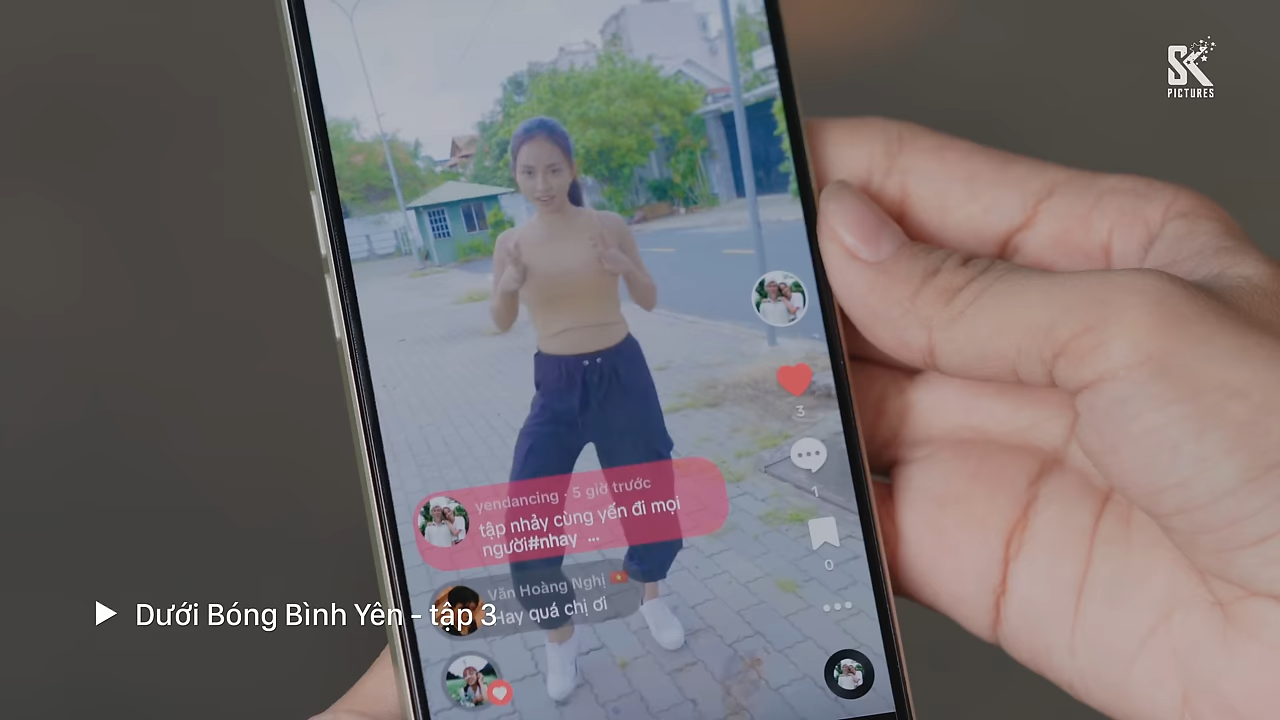 SK
PICTURES
3
1
yendancing · 5 giờ trước
tập nhảy cùng yến đi mọi
người#nhay ...
0
Văn Hoàng Nghị
Hay quá chị ơi
Dưới Bóng Bình Yên - tập 3